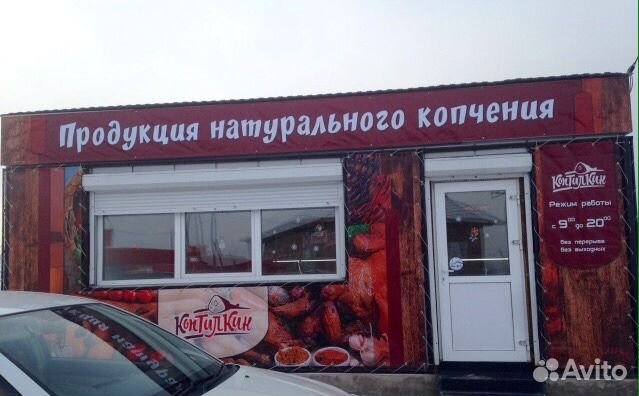 Продукция натурального копчения
КопТилКин
Режим работы
с 9⁰⁰ до 20⁰⁰
без перерыва
без выходных
КопТилКин
Avito